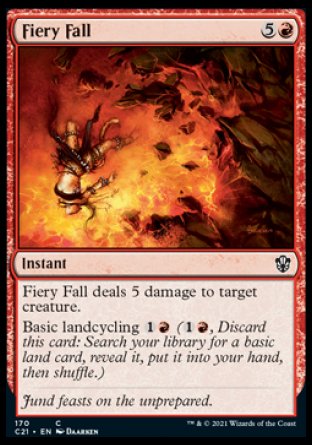 Fiery Fall 5
Instant
Fiery Fall deals 5 damage to target
creature.
Basic landcycling 1 (1, Discard
this card: Search your library for a basic
land card, reveal it, put it into your hand,
then shuffle.)
Jund feasts on the unprepared.
170 C
C21 • EN Daarken ™ & © 2021 Wizards of the Coast